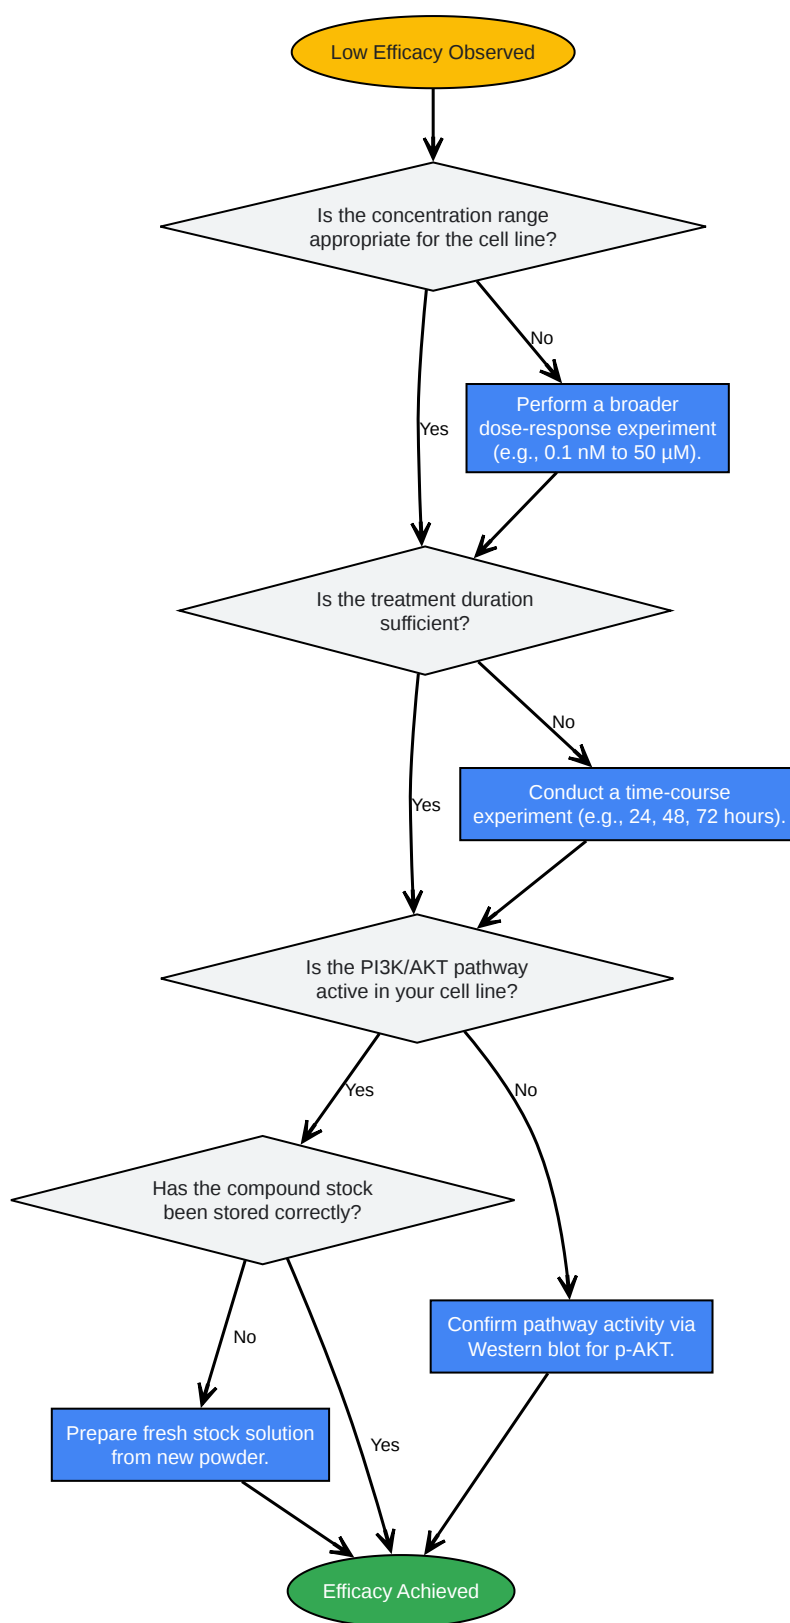 Low Efficacy Observed
Is the concentration range
appropriate for the cell line?
No
Yes
Perform a broader
dose-response experiment
(e.g., 0.1 nM to 50 µM).
Is the treatment duration
sufficient?
No
Yes
Conduct a time-course
experiment (e.g., 24, 48, 72 hours).
Is the PI3K/AKT pathway
active in your cell line?
Yes
No
Has the compound stock
been stored correctly?
No
Yes
Confirm pathway activity via
Western blot for p-AKT.
Prepare fresh stock solution
from new powder.
Efficacy Achieved